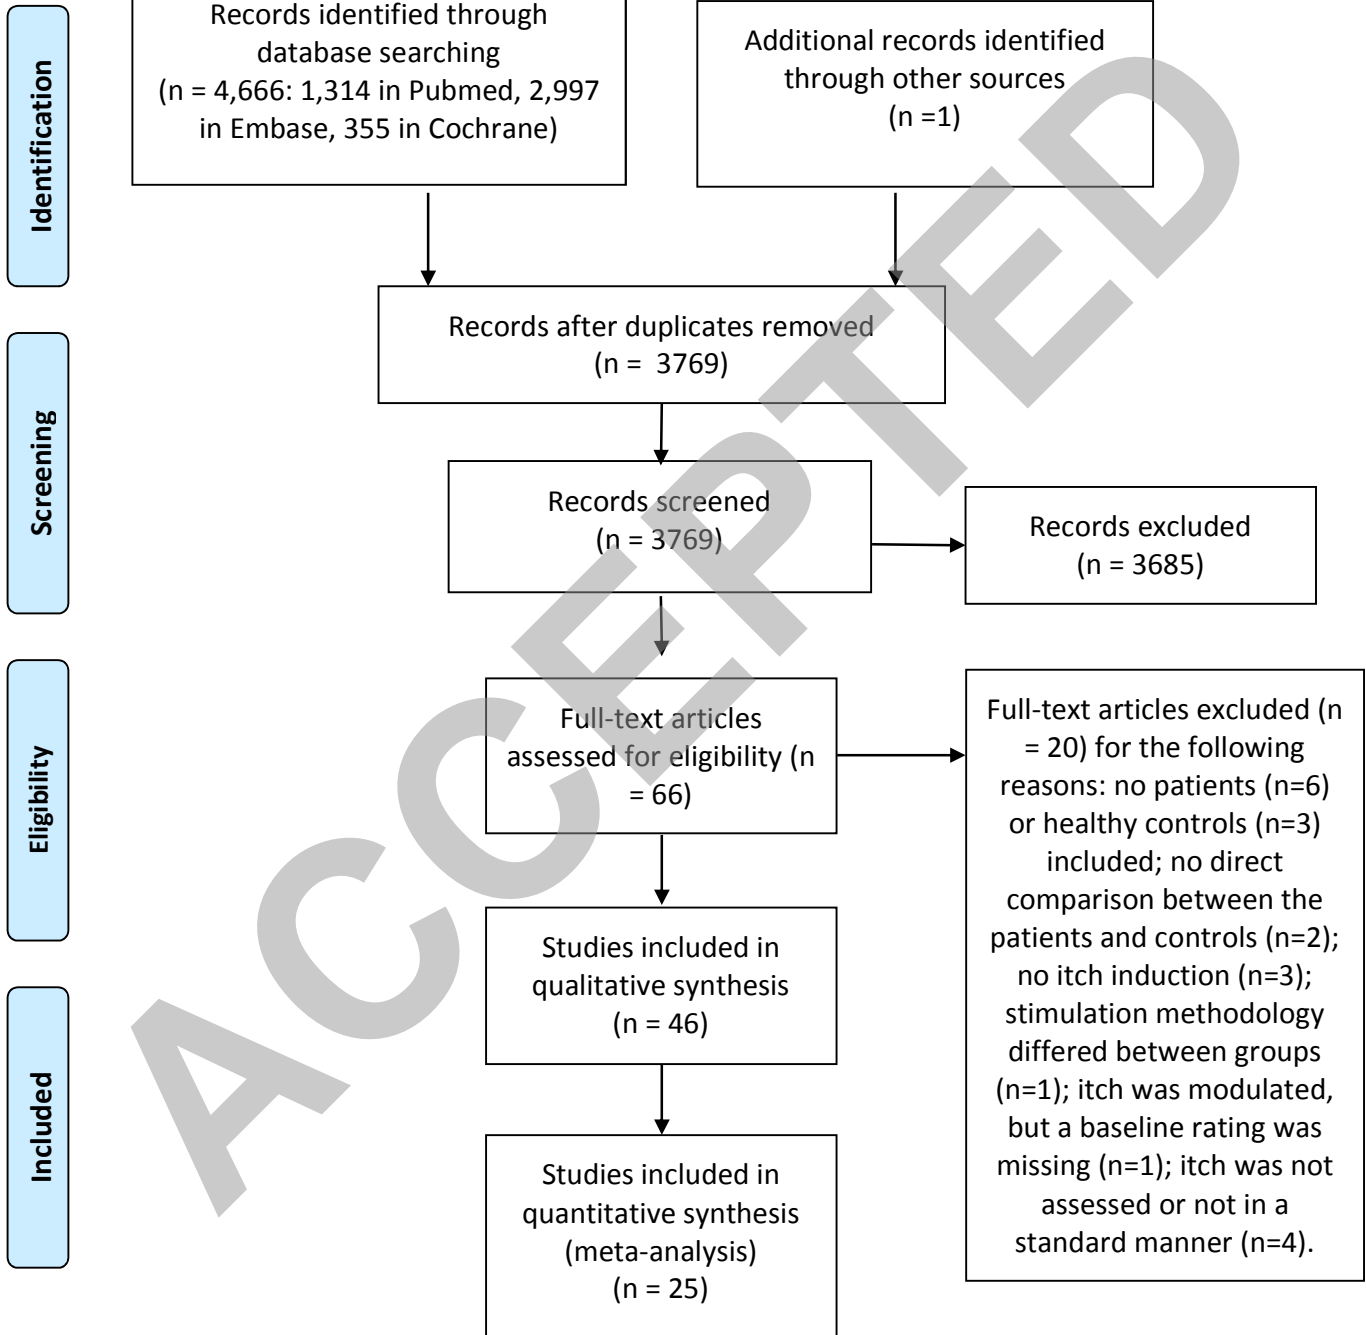 Identification
Records identified through
database searching
(n = 4,666: 1,314 in Pubmed, 2,997
in Embase, 355 in Cochrane)
Additional records identified
through other sources
(n =1)
Records after duplicates removed
(n = 3769)
Screening
Records screened
(n = 3769)
Records excluded
(n = 3685)
Eligibility
Full-text articles
assessed for eligibility (n
= 66)
Full-text articles excluded (n
= 20) for the following
reasons: no patients (n=6)
or healthy controls (n=3)
included; no direct
comparison between the
patients and controls (n=2);
no itch induction (n=3);
stimulation methodology
differed between groups
(n=1); itch was modulated,
but a baseline rating was
missing (n=1); itch was not
assessed or not in a
standard manner (n=4).
Studies included in
qualitative synthesis
(n = 46)
Included
Studies included in
quantitative synthesis
(meta-analysis)
(n = 25)
ACCEPTED